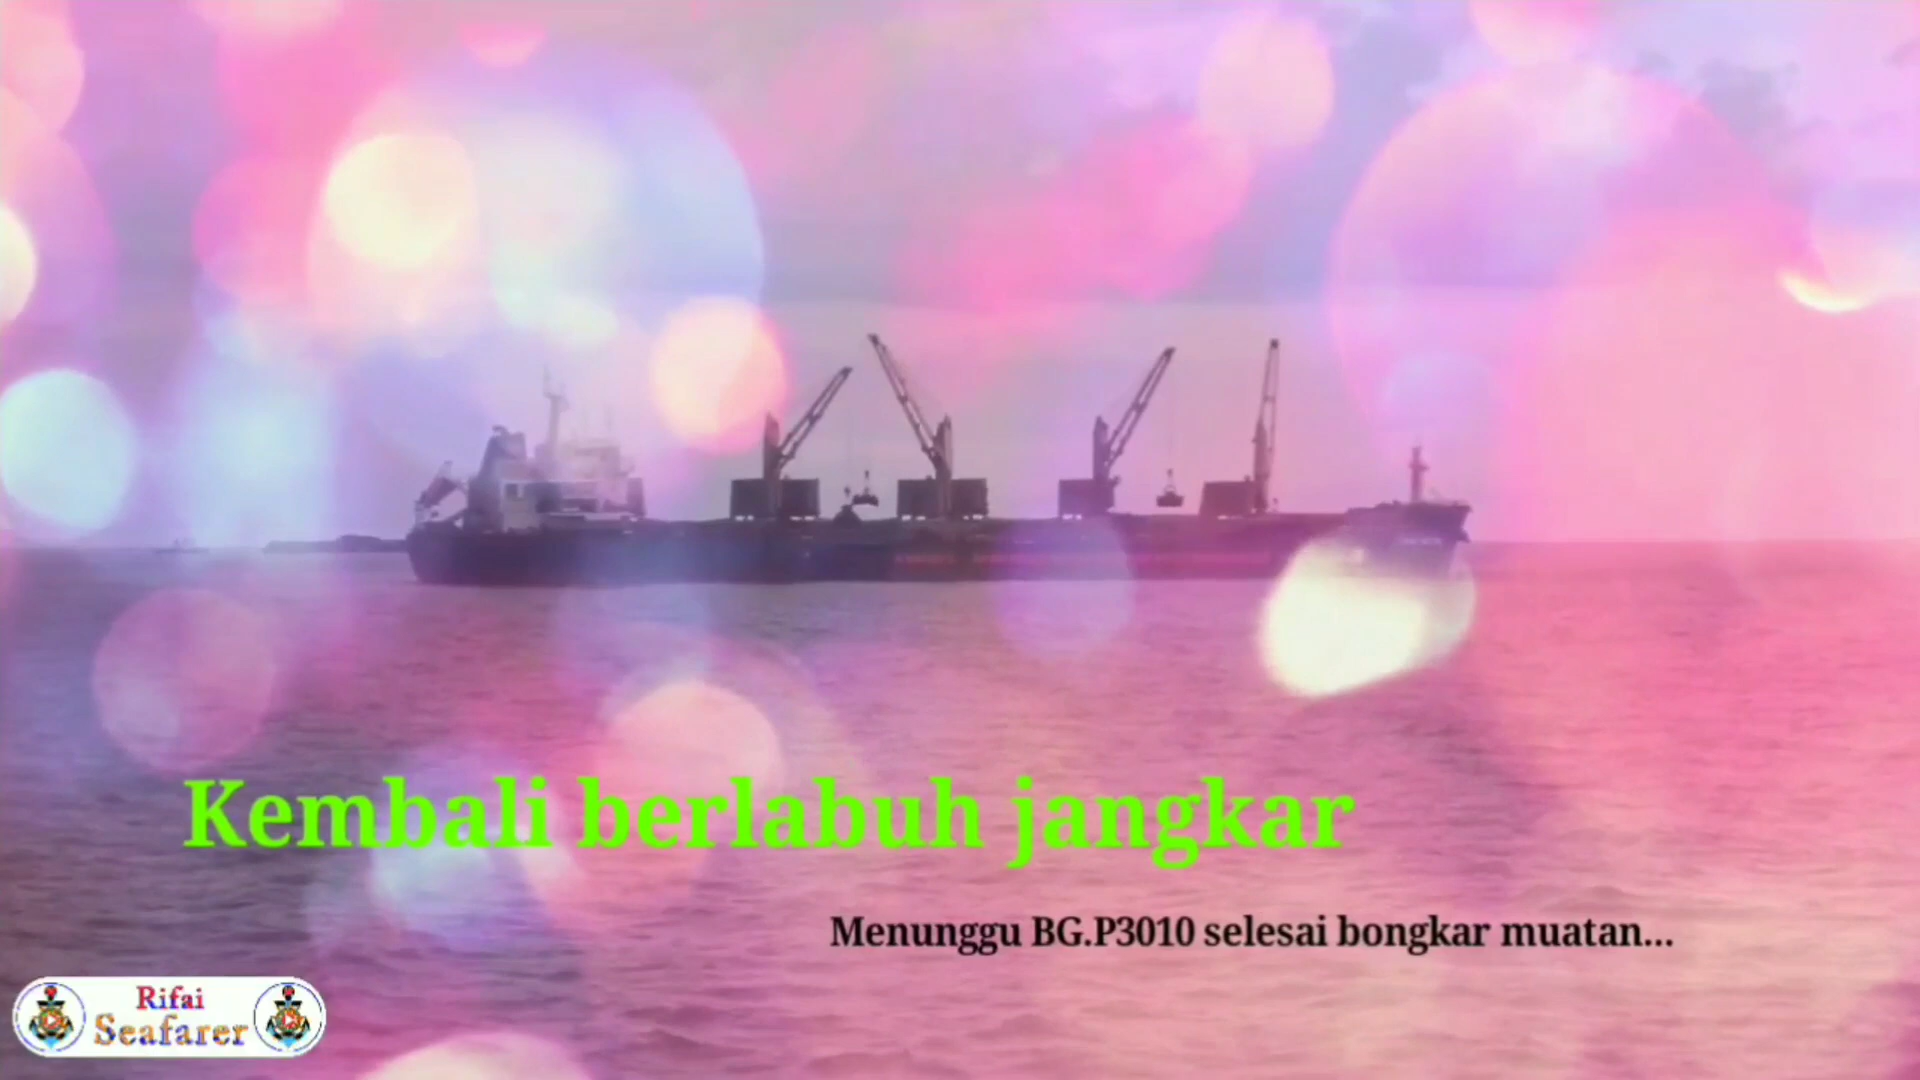 Kembali berlabuh jangkar
Menunggu BG.P3010 selesai bongkar muatan...
Rifai
Seafarer